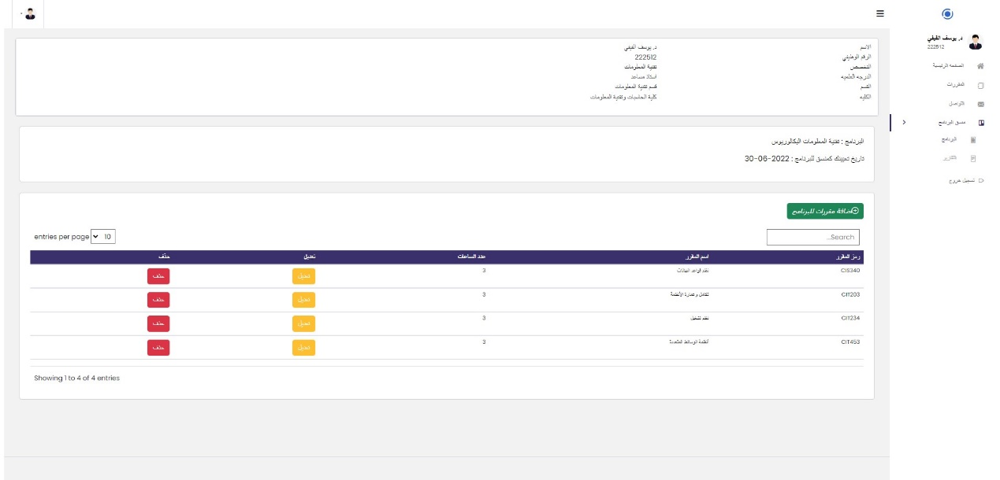 د. يوسف الفيفي
222512
الصفحه الرئيسية
المقررات
التواصل
منسق البرنامج
البرنامج
التقارير
تسجيل خروج
الاسم د. يوسف الفيفي
الرقم الوظيفي 222512
التخصص تقنية المعلومات
الدرجه العلميه استاذ مساعد
القسم قسم تقنية المعلومات
الكليه كلية الحاسبات وتقنية المعلومات
البرنامج : تقنية المعلومات البكالوريوس
تاريخ تعيينك كمنسق للبرنامج : 2022-06-30
اضافة مقررات للبرنامج
Search...
10 entries per page
رمز المقرر اسم المقرر عدد الساعات تعديل حذف
CIS340 نظم قواعد البيانات 3 تعديل حذف
CIT203 تكامل وعمارة الأنظمة 3 تعديل حذف
CIT234 نظم تشغيل 3 تعديل حذف
CIT453 أنظمة الوسائط المتعددة 3 تعديل حذف
Showing 1 to 4 of 4 entries